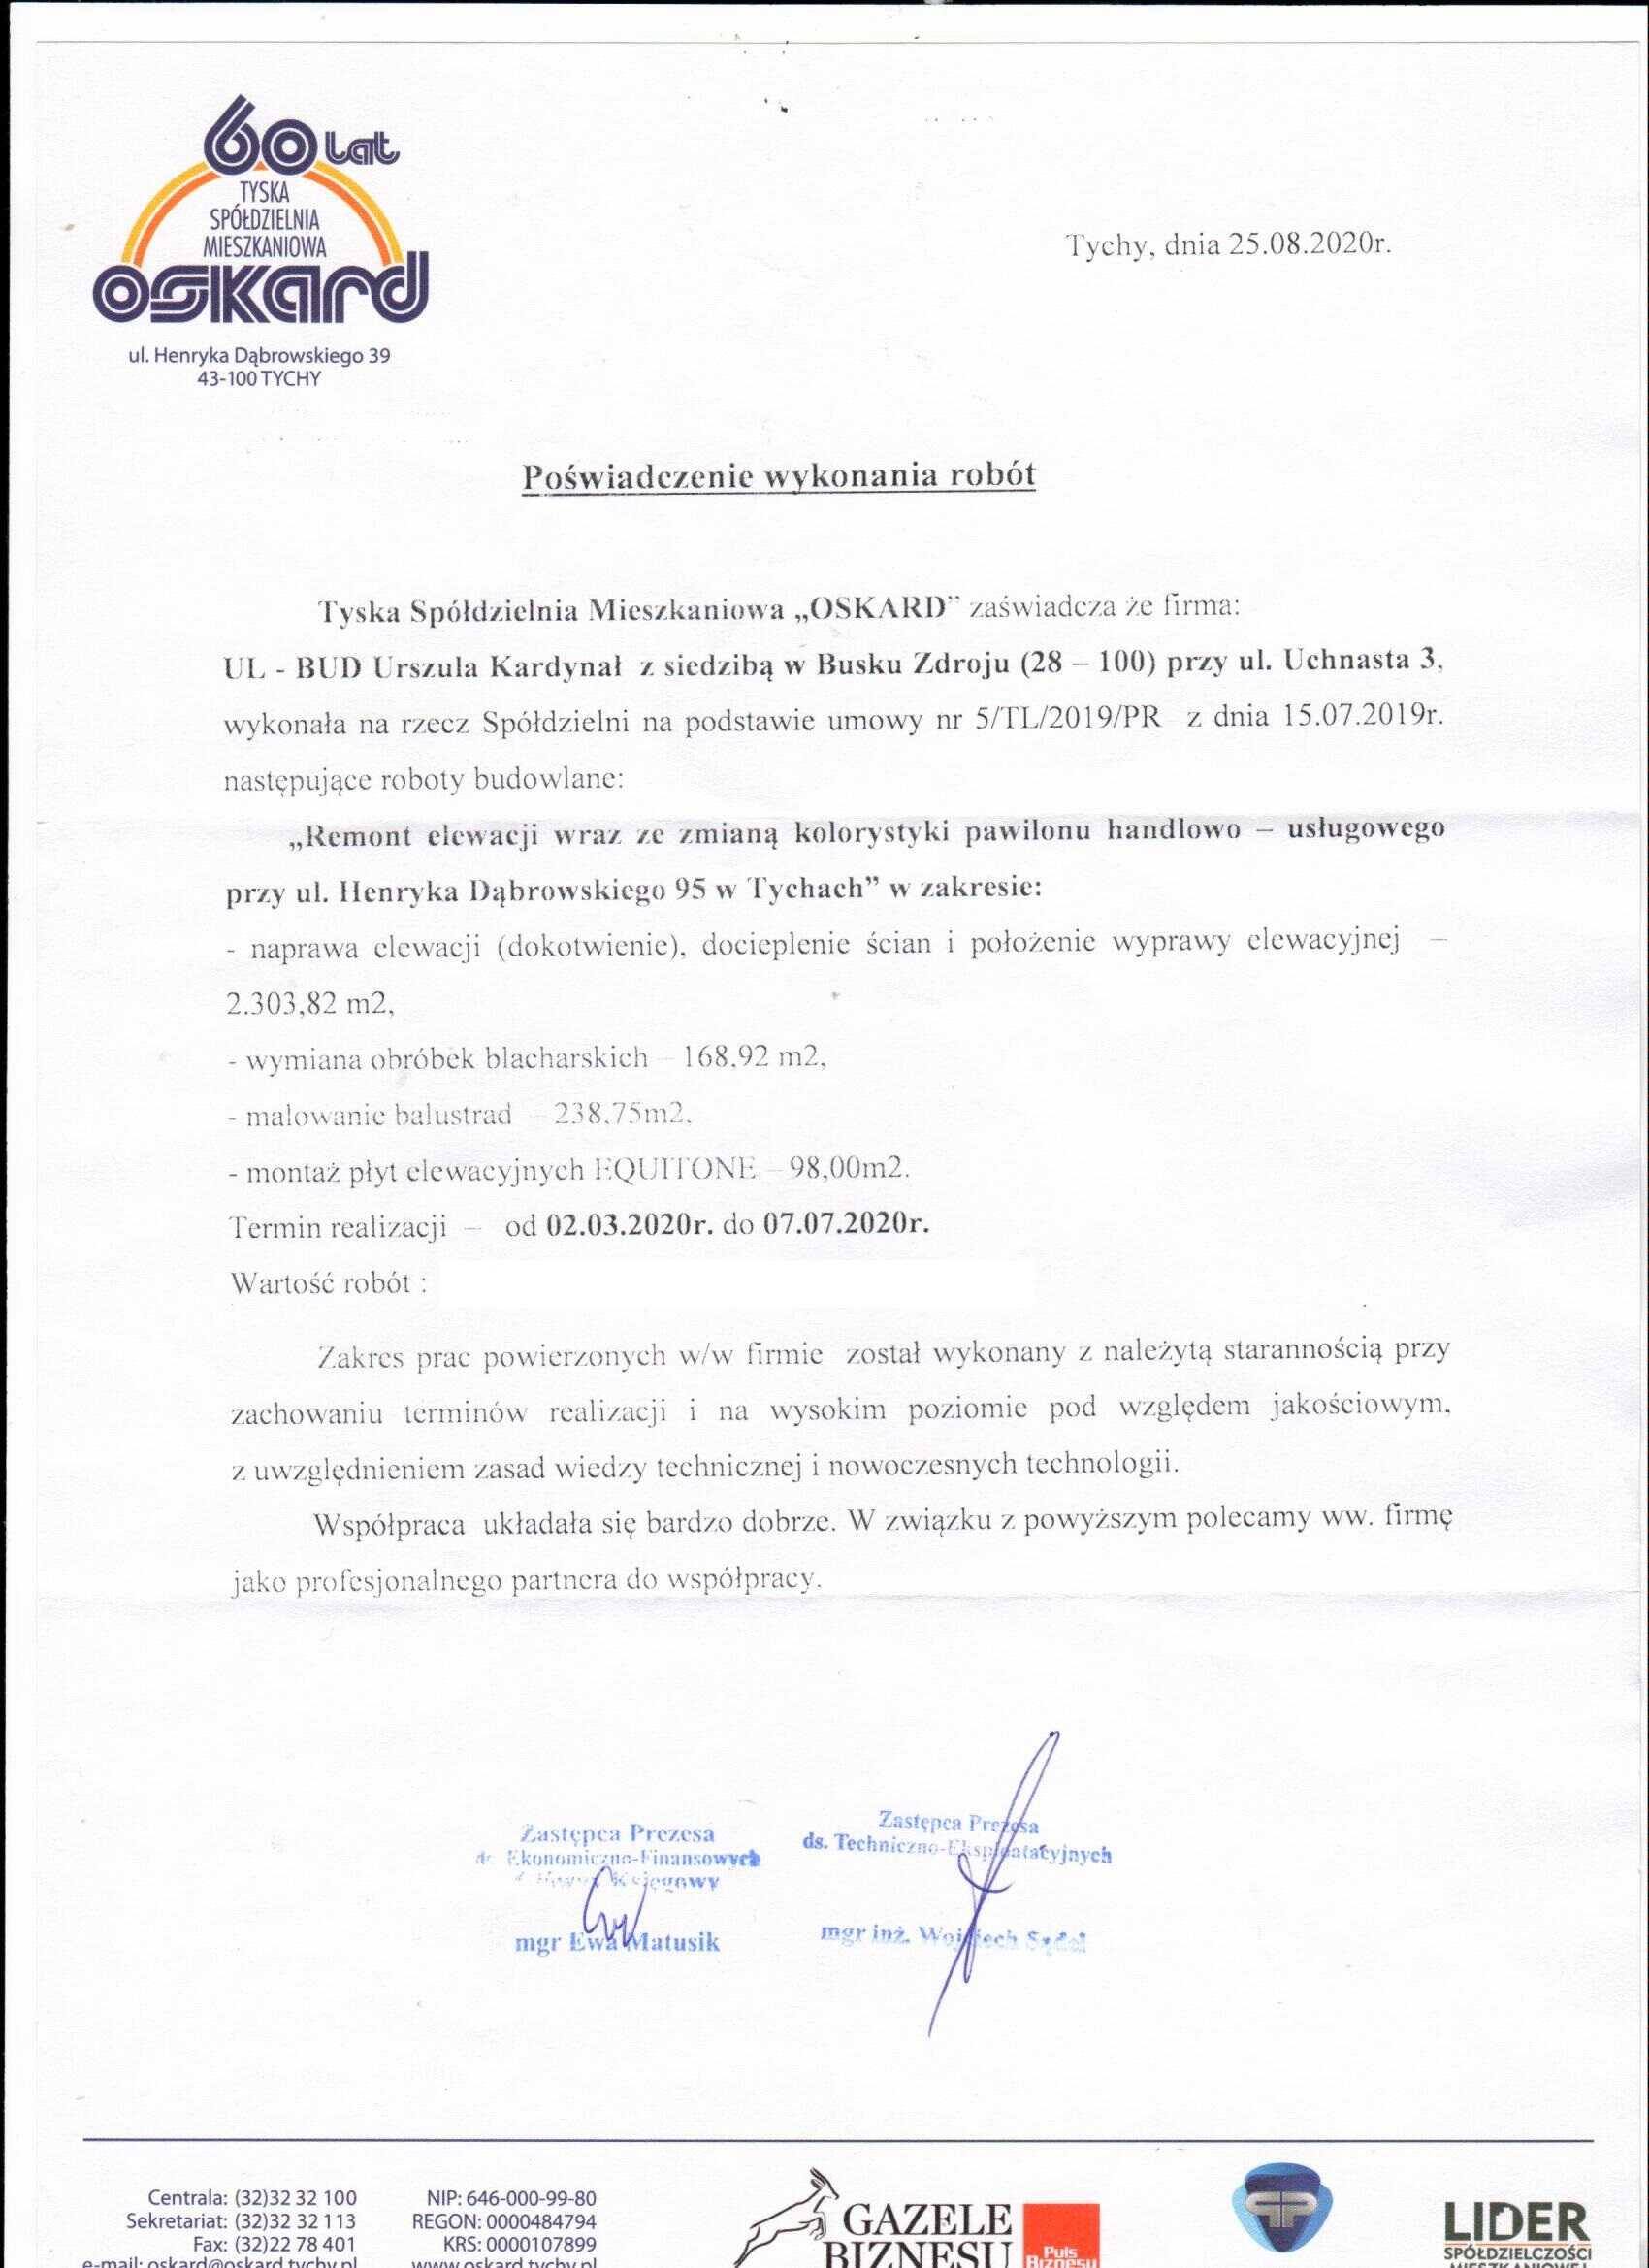 60 lat
TYSKA
SPÓŁDZIELNIA
MIESZKANIOWA
oskard
ul. Henryka Dąbrowskiego 39
43-100 TYCHY
Tychy, dnia 25.08.2020r.
Poświadczenie wykonania robót
Tyska Spółdzielnia Mieszkaniowa „OSKARD” zaświadcza że firma:
UL - BUD Urszula Kardynał z siedzibą w Busku Zdroju (28 – 100) przy ul. Uchnasta 3,
wykonała na rzecz Spółdzielni na podstawie umowy nr 5/TL/2019/PR z dnia 15.07.2019r.
następujące roboty budowlane:
„Remont elewacji wraz ze zmianą kolorystyki pawilonu handlowo – usługowego
przy ul. Henryka Dąbrowskiego 95 w Tychach” w zakresie:
- naprawa elewacji (dokotwienie), docieplenie ścian i położenie wyprawy elewacyjnej –
2.303,82 m2,
- wymiana obróbek blacharskich – 168,92 m2,
- malowanie balustrad – 238,75m2,
- montaż płyt elewacyjnych EQUITONE – 98,00m2.
Termin realizacji – od 02.03.2020r. do 07.07.2020r.
Wartość robót :
Zakres prac powierzonych w/w firmie został wykonany z należytą starannością przy
zachowaniu terminów realizacji i na wysokim poziomie pod względem jakościowym,
z uwzględnieniem zasad wiedzy technicznej i nowoczesnych technologii.
Współpraca układała się bardzo dobrze. W związku z powyższym polecamy ww. firmę
jako profesjonalnego partnera do współpracy.
Zastępca Prezesa
ds. Ekonomiczno-Finansowych
Księgowy
mgr Ewa Matusik
Zastępca Prezesa
ds. Techniczno-Eksploatacyjnych
mgr inż. Wojciech
Centrala: (32)32 32 100
Sekretariat: (32)32 32 113
Fax: (32)22 78 401
e-mail: oskard@oskard.tychy.pl
NIP: 646-000-99-80
REGON: 0000484794
KRS: 0000107899
www.oskard.tychy.pl
GAZELE
BIZNESU
Puls
Biznesu
LIDER
SPÓŁDZIELCZOŚCI
MIESZKANIOWEJ